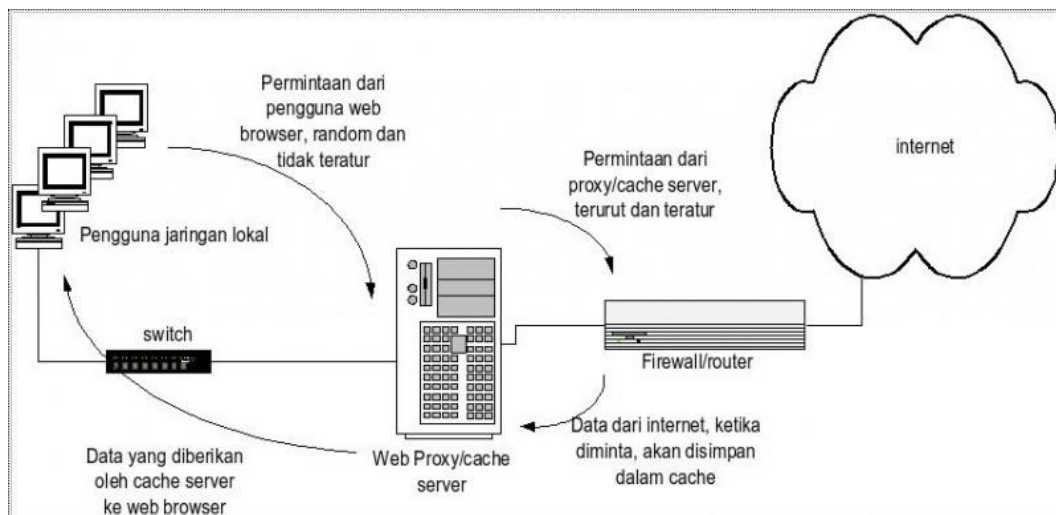 Permintaan dari
pengguna web
browser, random dan
tidak teratur
internet
Permintaan dari
proxy/cache server,
terurut dan teratur
Pengguna jaringan lokal
switch
Firewall/router
Data dari internet, ketika
diminta, akan disimpan
dalam cache
Web Proxy/cache
server
Data yang diberikan
oleh cache server
ke web browser